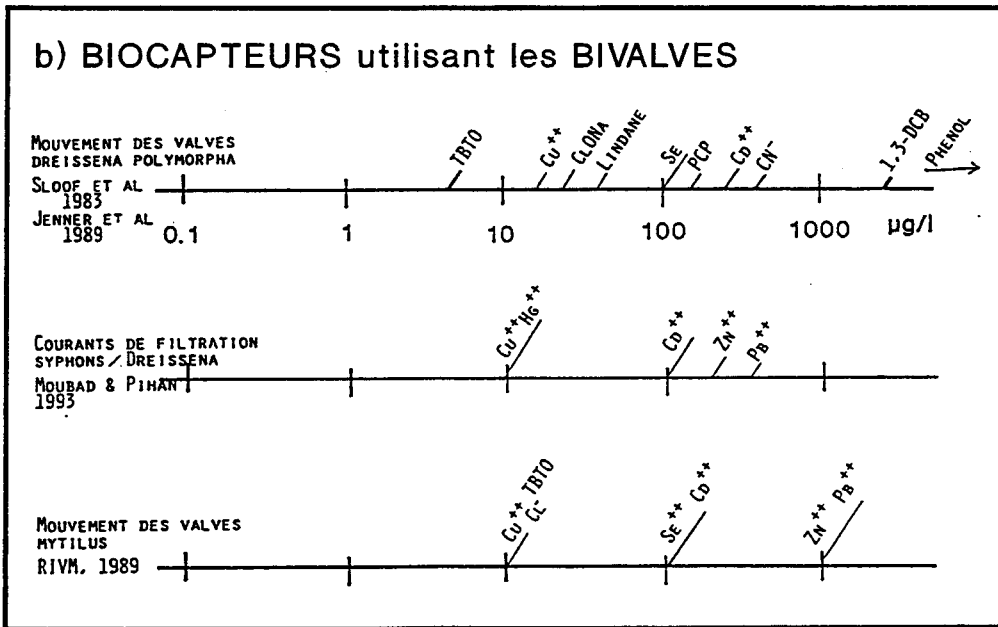 b) BIOCAPTEURS utilisant les BIVALVES
MOUVEMENT DES VALVES
DREISSENA POLYMORPHA
SLOOF ET AL
1983
JENNER ET AL
1989
TBTO
Cu++
CLONA
LINDANE
SE
PCP
CD++
CN-
1,3-DCB
PHENOL
0.1
1
10
100
1000
µg/l
COURANTS DE FILTRATION
SYPHONS/DREISSENA
MOUBAD & PIHAN
1993
Cu++ HG++
CD++
ZN++
PB++
MOUVEMENT DES VALVES
MYTILUS
RIVM, 1989
Cu++ TBTO
CL-
SE++ CD++
ZN++ PB++